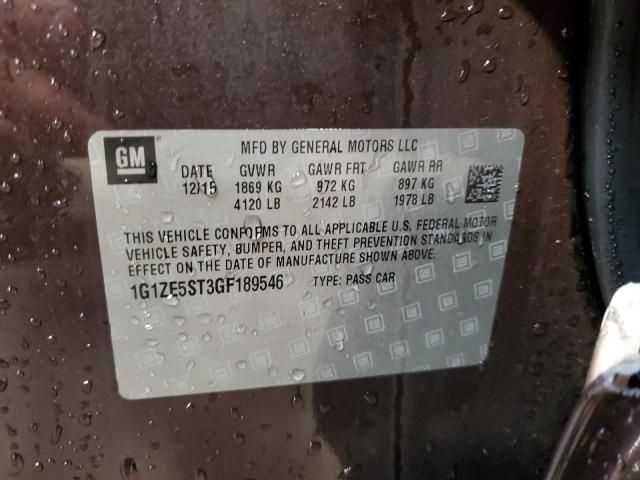 GM
MFD BY GENERAL MOTORS LLC
DATE GVWR GAWR FRT GAWR RR
12/15 1869 KG 972 KG 897 KG
4120 LB 2142 LB 1978 LB
THIS VEHICLE CONFORMS TO ALL APPLICABLE U.S. FEDERAL MOTOR
VEHICLE SAFETY, BUMPER, AND THEFT PREVENTION STANDARDS IN
EFFECT ON THE DATE OF MANUFACTURE SHOWN ABOVE.
1G1ZE5ST3GF189546 TYPE: PASS CAR